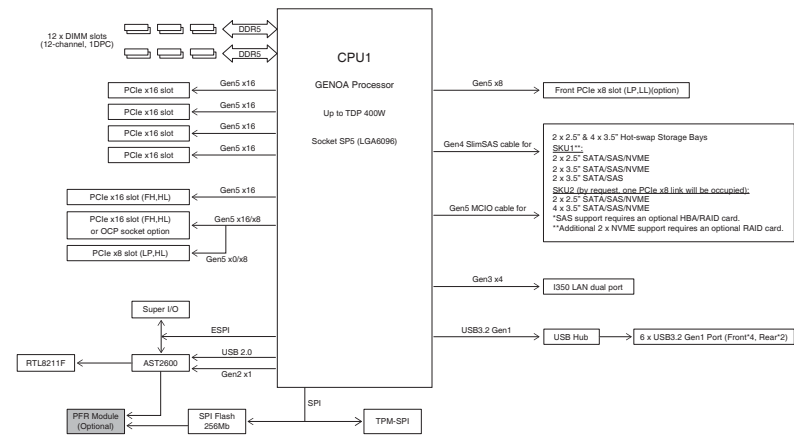 12 x DIMM slots
(12-channel, 1DPC)
DDR5
DDR5
CPU1
GENOA Processor
Up to TDP 400W
Socket SP5 (LGA6096)
PCIe x16 slot
Gen5 x16
PCIe x16 slot
Gen5 x16
PCIe x16 slot
Gen5 x16
PCIe x16 slot
Gen5 x16
PCIe x16 slot (FH,HL)
Gen5 x16
PCIe x16 slot (FH,HL)
or OCP socket option
Gen5 x16/x8
PCIe x8 slot (LP,HL)
Gen5 x0/x8
Gen5 x8
Front PCIe x8 slot (LP,LL)(option)
Gen4 SlimSAS cable for
Gen5 MCIO cable for
2 x 2.5" & 4 x 3.5" Hot-swap Storage Bays
SKU1**:
2 x 2.5" SATA/SAS/NVME
2 x 3.5" SATA/SAS/NVME
2 x 3.5" SATA/SAS
SKU2 (by request, one PCIe x8 link will be occupied):
2 x 2.5" SATA/SAS/NVME
4 x 3.5" SATA/SAS/NVME
*SAS support requires an optional HBA/RAID card.
**Additional 2 x NVME support requires an optional RAID card.
Gen3 x4
I350 LAN dual port
USB3.2 Gen1
USB Hub
6 x USB3.2 Gen1 Port (Front*4, Rear*2)
Super I/O
ESPI
RTL8211F
AST2600
USB 2.0
Gen2 x1
SPI
PFR Module
(Optional)
SPI Flash
256Mb
TPM-SPI